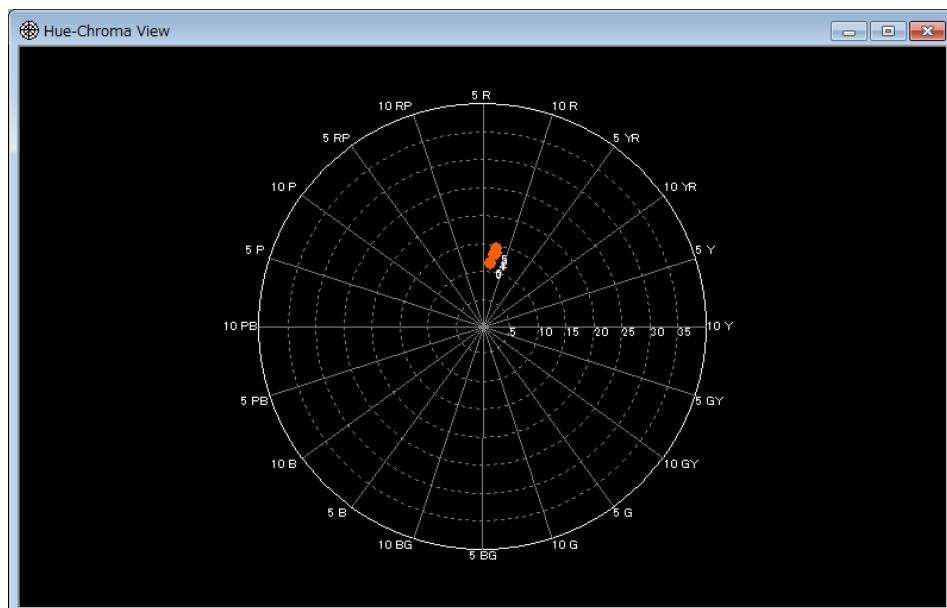 Hue-Chroma View
5 R
10 RP
10 R
5 RP
5 YR
10 P
10 YR
5 P
5 Y
10 PB
5
10
15
20
25
30
35
10 Y
5 PB
5 GY
10 B
10 GY
5 B
5 G
10 BG
10 G
5 BG